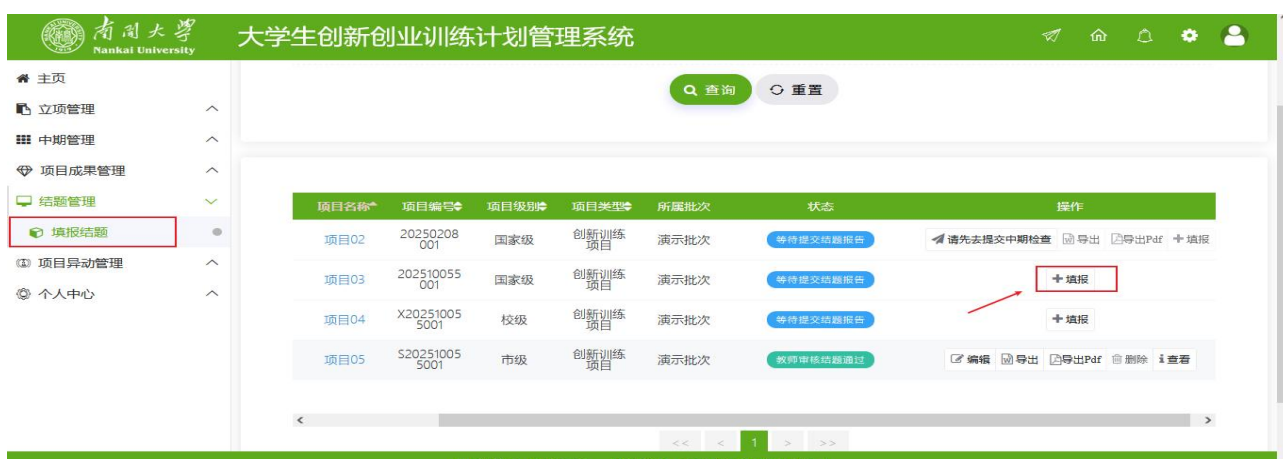 南开大学
Nankai University
大学生创新创业训练计划管理系统
主页
立项管理
中期管理
项目成果管理
结题管理
填报结题
项目异动管理
个人中心
查询 重置
项目名称 项目编号 项目级别 项目类型 所属批次 状态 操作
项目02 20250208001 国家级 创新训练项目 演示批次 等待提交结题报告 请先去提交中期检查 导出 导出Pdf 填报
项目03 202510055001 国家级 创新训练项目 演示批次 等待提交结题报告 填报
项目04 X202510055001 校级 创新训练项目 演示批次 等待提交结题报告 填报
项目05 S202510055001 市级 创新训练项目 演示批次 教师审核结题通过 编辑 导出 导出Pdf 删除 查看
<< < 1 > >>